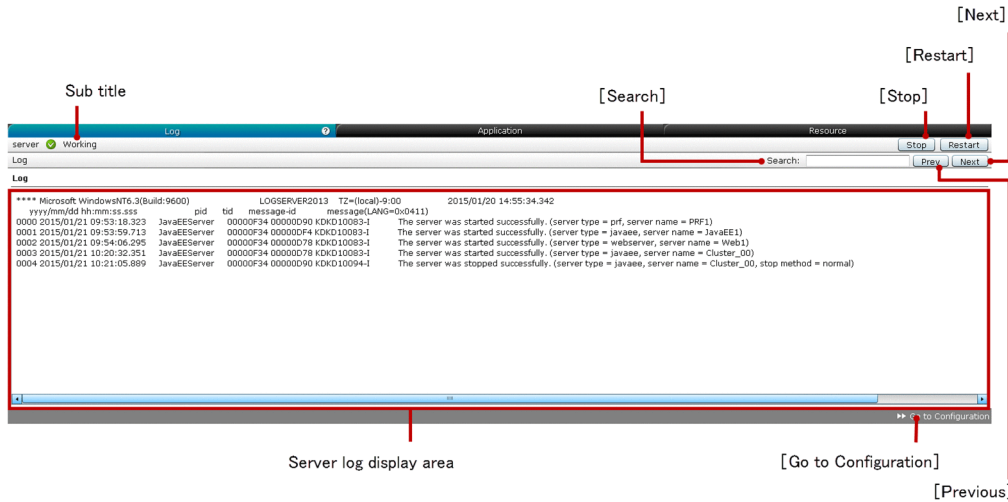 [Next]
[Restart]
Sub title
[Search]
[Stop]
Log ? Application Resource
server Working Stop Restart
Log Search: Prev Next
Log
**** Microsoft WindowsNT6.3(Build:9600) LOGSERVER2013 TZ=(local)-9:00 2015/01/20 14:55:34.342
yyyy/mm/dd hh:mm:ss.sss pid tid message-id message(LANG=0x0411)
0000 2015/01/21 09:53:18.323 JavaEEServer 00000F34 00000D90 KDKD10083-I The server was started successfully. (server type = prf, server name = PRF1)
0001 2015/01/21 09:53:59.713 JavaEEServer 00000F34 00000DF4 KDKD10083-I The server was started successfully. (server type = javaee, server name = JavaEE1)
0002 2015/01/21 09:54:06.295 JavaEEServer 00000F34 00000D78 KDKD10083-I The server was started successfully. (server type = webserver, server name = Web1)
0003 2015/01/21 10:20:32.351 JavaEEServer 00000F34 00000D78 KDKD10083-I The server was started successfully. (server type = javaee, server name = Cluster_00)
0004 2015/01/21 10:21:05.889 JavaEEServer 00000F34 00000D90 KDKD10094-I The server was stopped successfully. (server type = javaee, server name = Cluster_00, stop method = normal)
Go to Configuration
Server log display area
[Go to Configuration]
[Previous